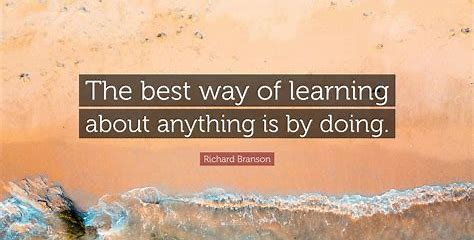 The best way of learning
about anything is by doing.
Richard Branson